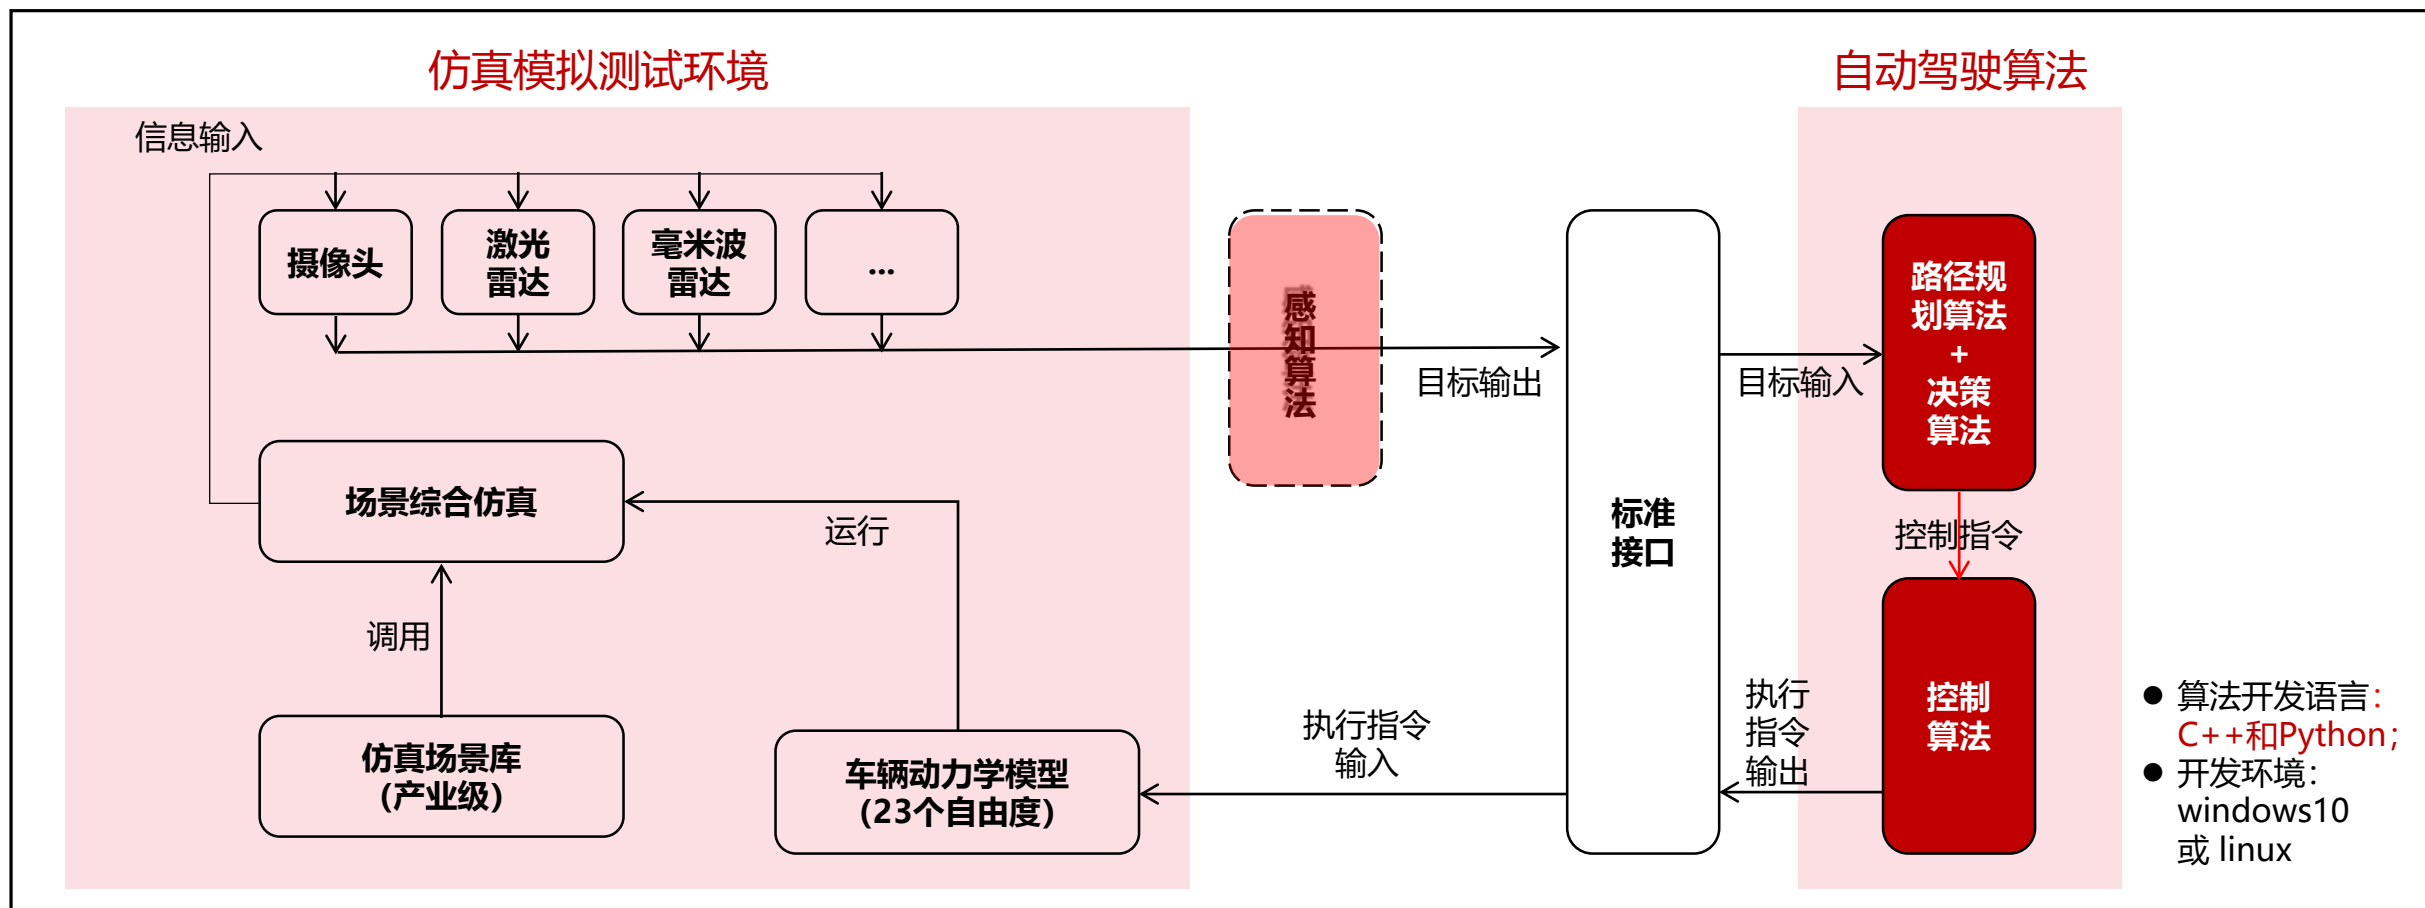 仿真模拟测试环境
自动驾驶算法
信息输入
摄像头
激光
雷达
毫米波
雷达
...
感
知
算
法
目标输出
目标输入
路径规
划算法
+
决策
算法
场景综合仿真
运行
标准
接口
控制指令
调用
仿真场景库
(产业级)
车辆动力学模型
(23个自由度)
执行指令
输入
执行
指令
输出
控制
算法
● 算法开发语言:
C++和Python;
● 开发环境:
windows10
或 linux